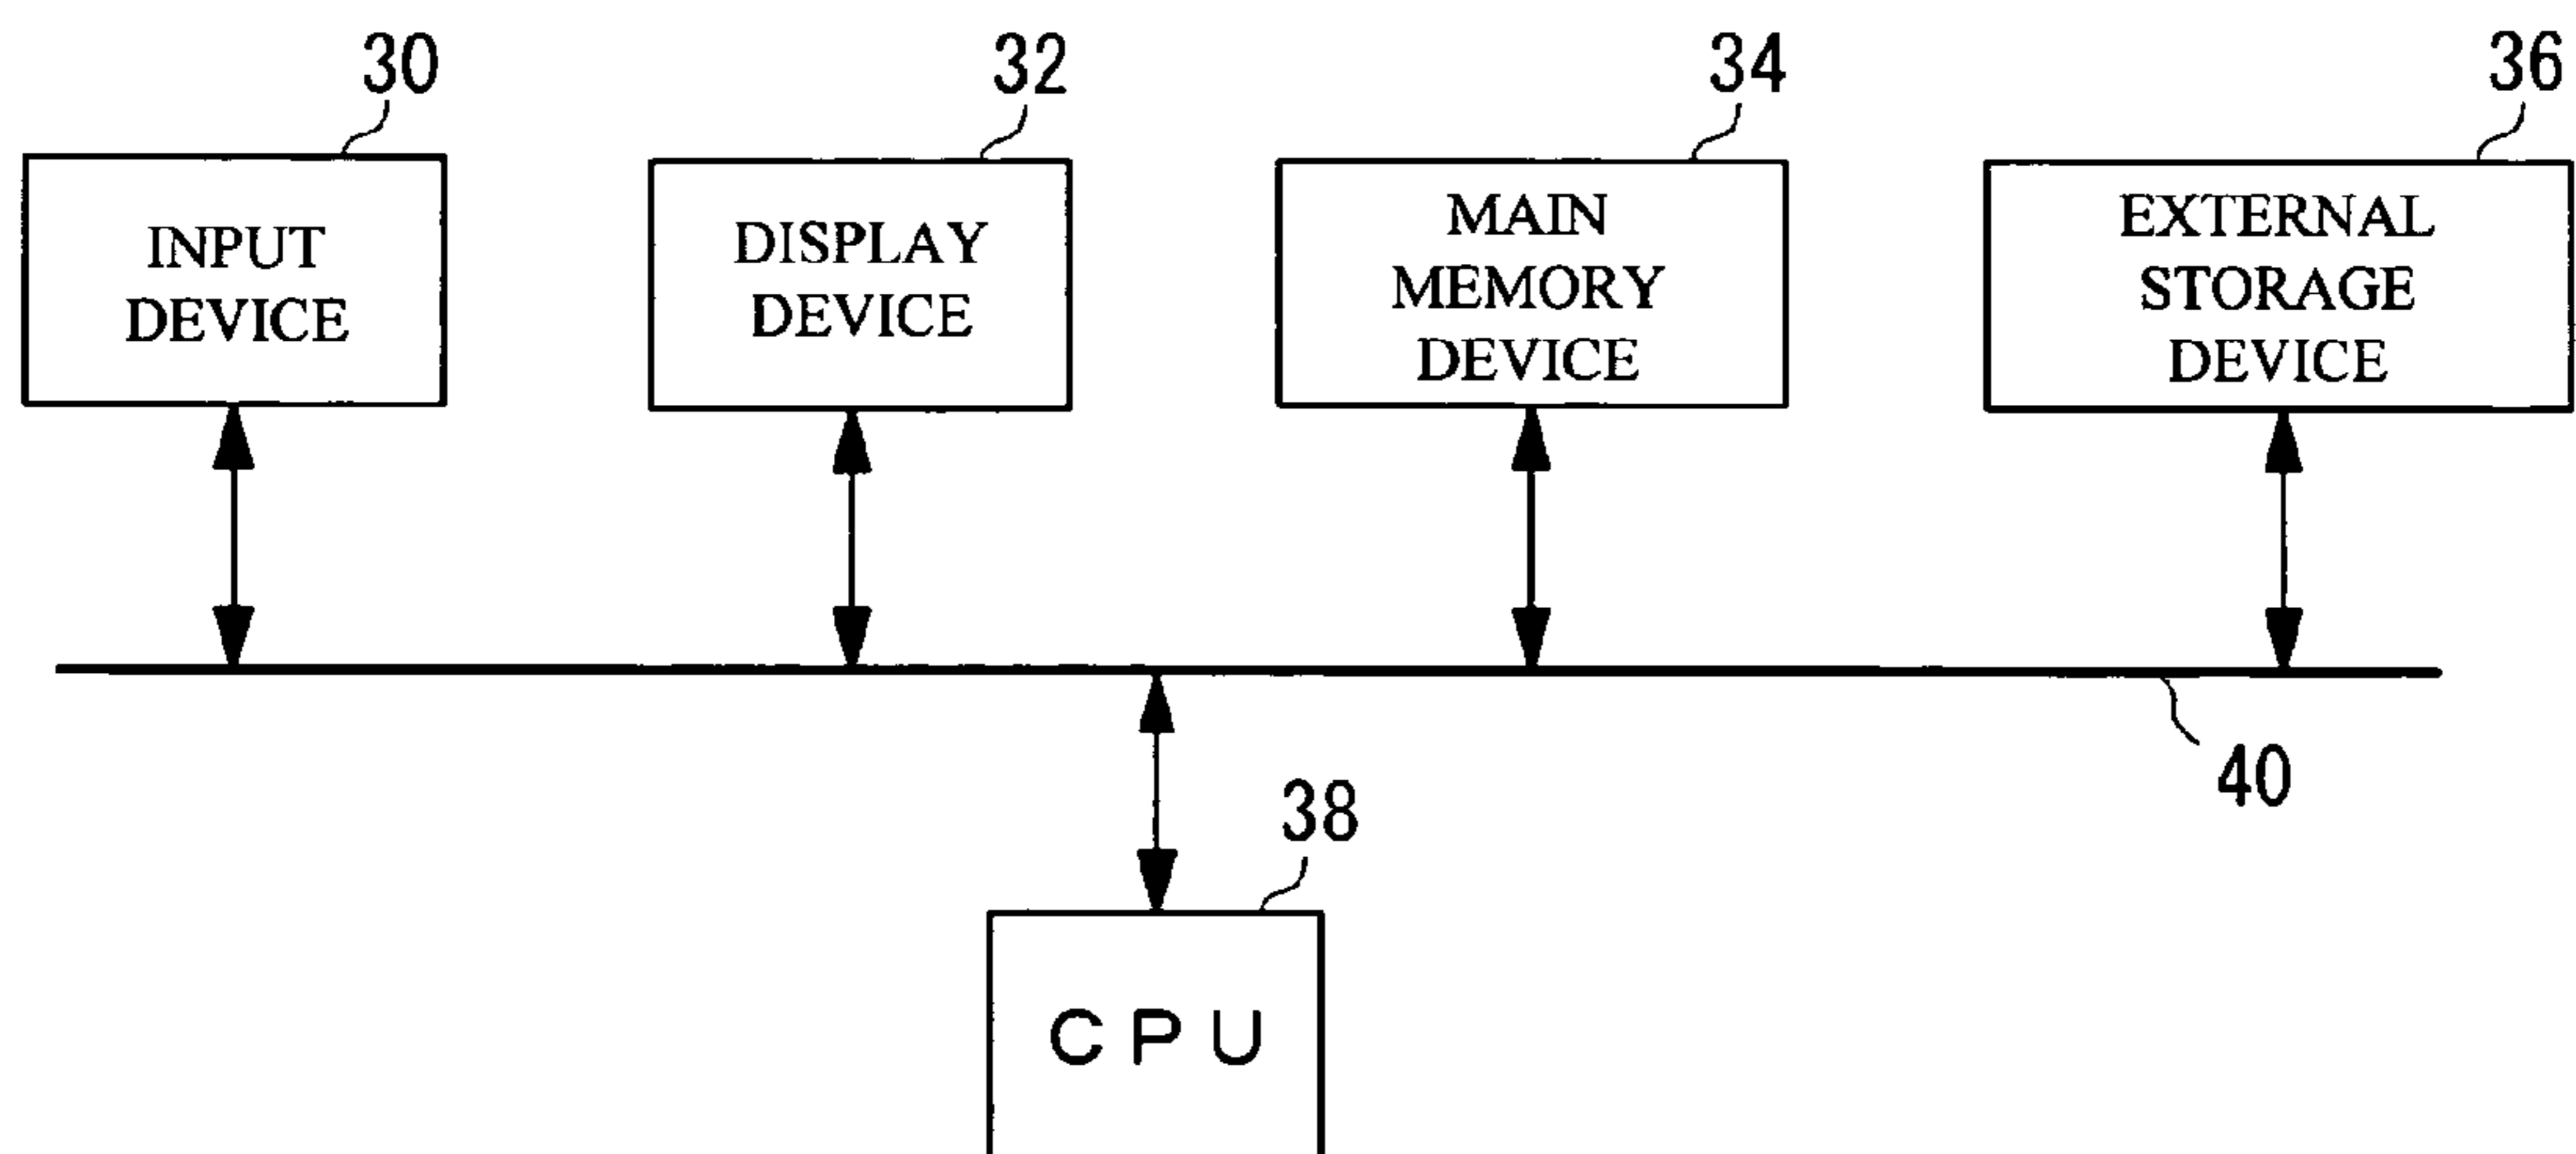 30
32
34
36
INPUT
DEVICE
DISPLAY
DEVICE
MAIN
MEMORY
DEVICE
EXTERNAL
STORAGE
DEVICE
40
38
CPU